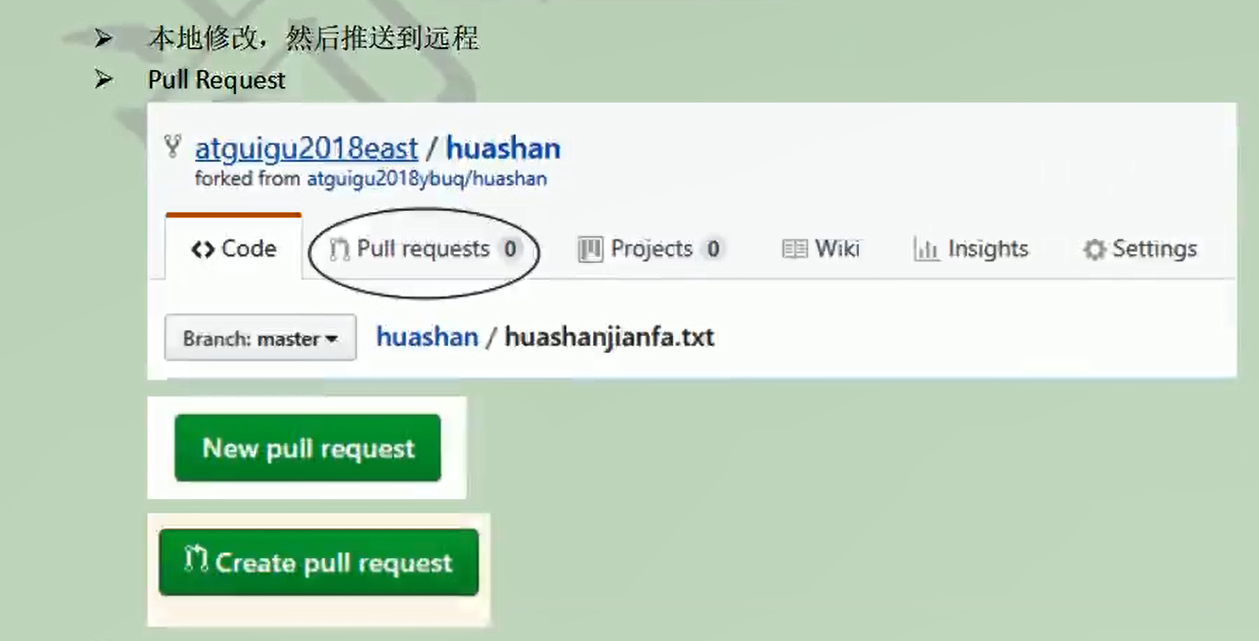 本地修改，然后推送到远程
Pull Request
atguigu2018east / huashan
forked from atguigu2018ybuq/huashan
Code Pull requests 0 Projects 0 Wiki Insights Settings
Branch: master huashan / huashanjianfa.txt
New pull request
Create pull request